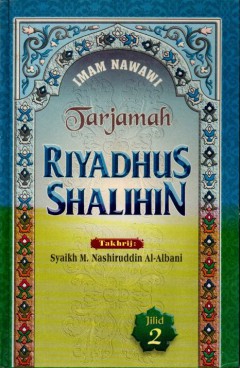 IMAM NAWAWI
Tarjamah
RIYADHUS
SHALIHIN
Takhrij:
Syaikh M. Nashiruddin Al-Albani
Jilid
2